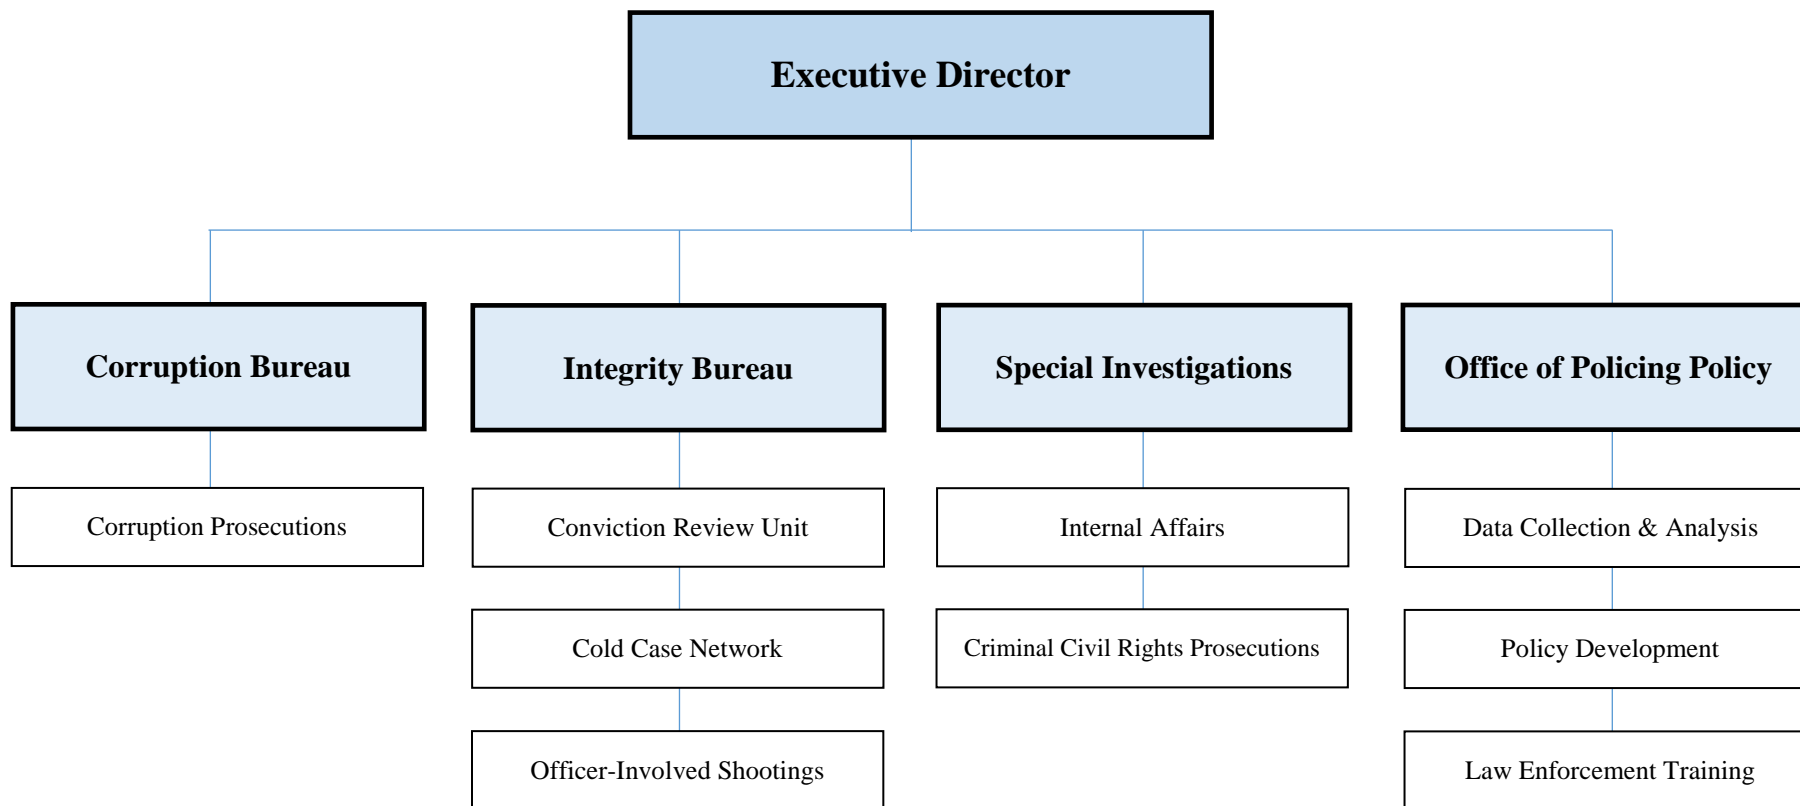 Executive Director
Corruption Bureau
Integrity Bureau
Special Investigations
Office of Policing Policy
Corruption Prosecutions
Conviction Review Unit
Internal Affairs
Data Collection & Analysis
Cold Case Network
Criminal Civil Rights Prosecutions
Policy Development
Officer-Involved Shootings
Law Enforcement Training